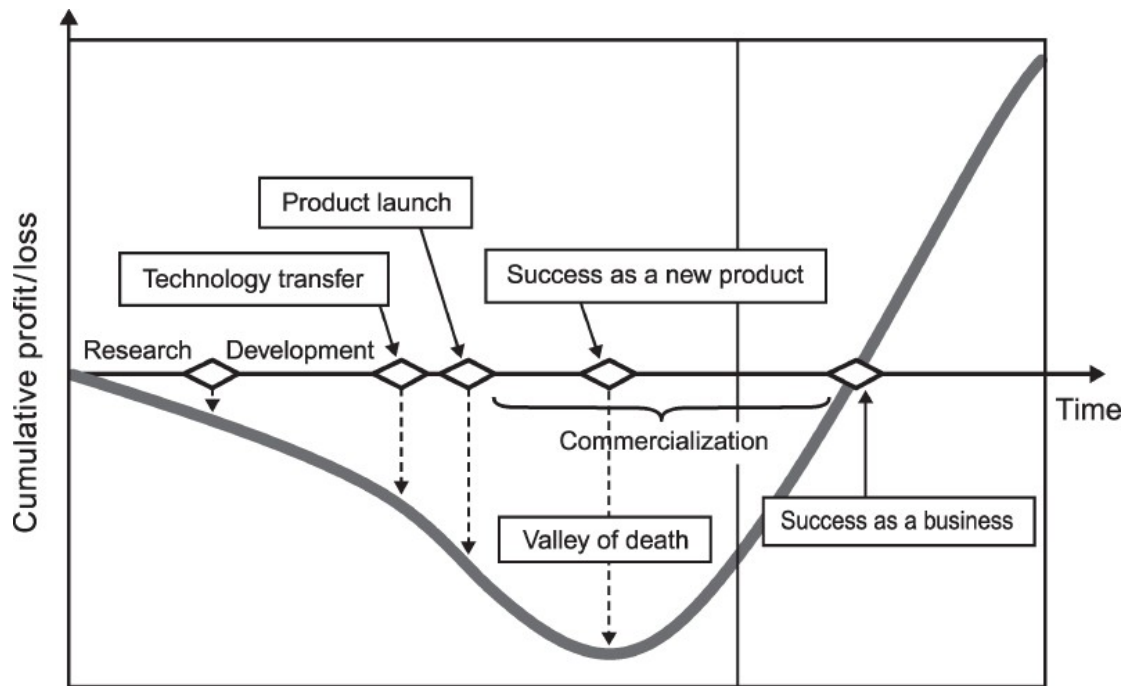 Cumulative profit/loss
Product launch
Technology transfer
Success as a new product
Research
Development
Time
Commercialization
Valley of death
Success as a business